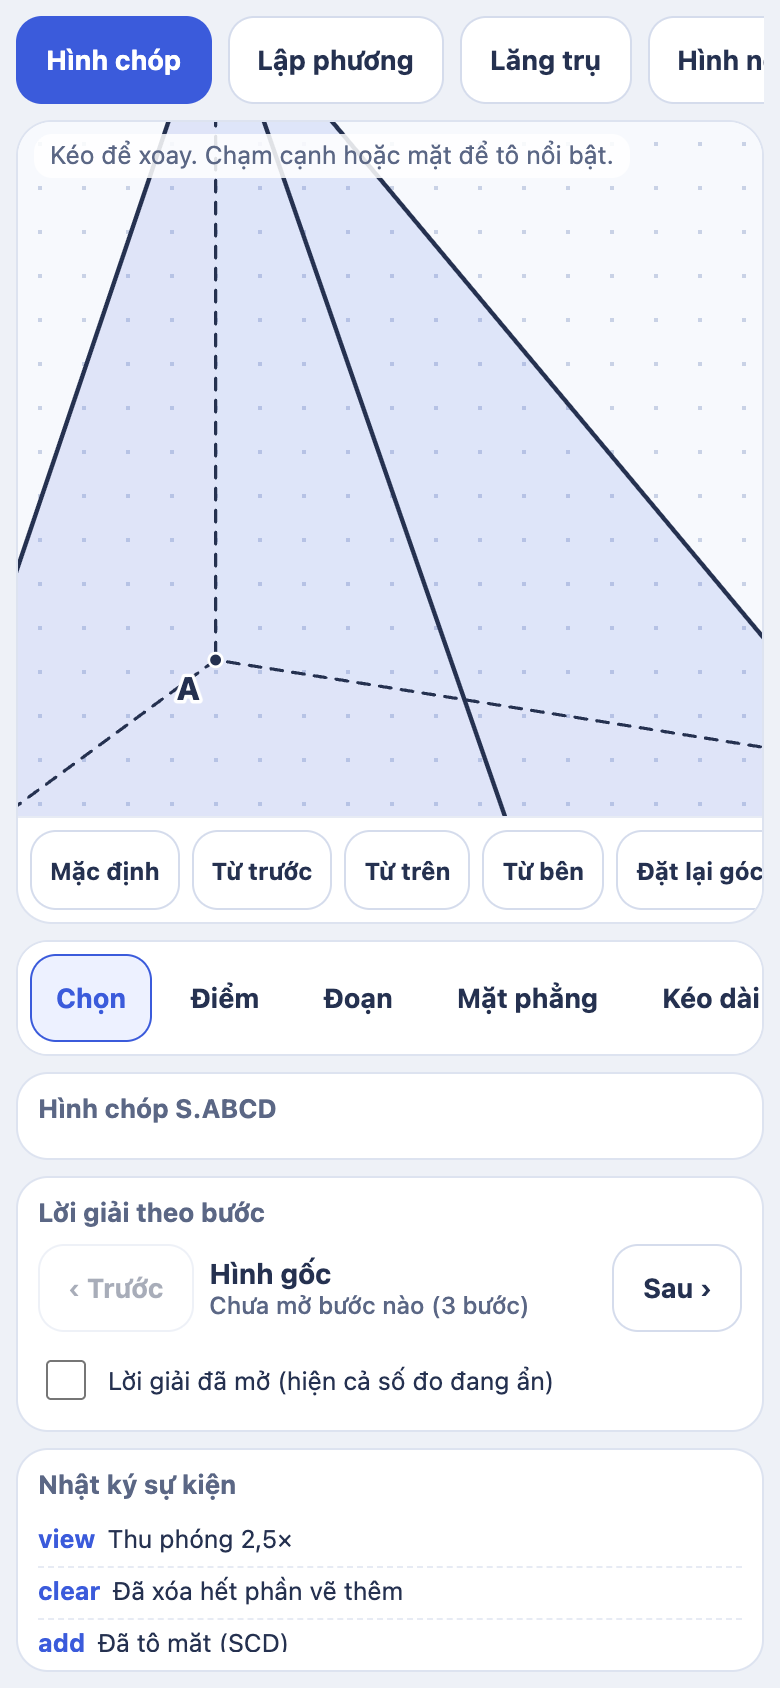 Hình chóp
Lập phương
Lăng trụ
Hình n
Kéo để xoay. Chạm cạnh hoặc mặt để tô nổi bật.
A
Mặc định
Từ trước
Từ trên
Từ bên
Đặt lại góc
Chọn
Điểm
Đoạn
Mặt phẳng
Kéo dài
Hình chóp S.ABCD
Lời giải theo bước
‹ Trước
Hình gốc
Chưa mở bước nào (3 bước)
Sau ›
Lời giải đã mở (hiện cả số đo đang ẩn)
Nhật ký sự kiện
view Thu phóng 2,5×
clear Đã xóa hết phần vẽ thêm
add Đã tô mặt (SCD)